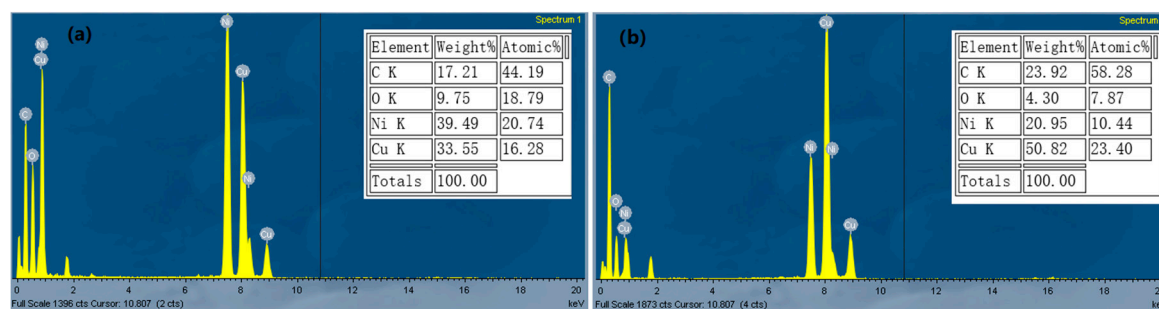 (a)
Spectrum 1
Element Weight% Atomic%
C K 17.21 44.19
O K 9.75 18.79
Ni K 39.49 20.74
Cu K 33.55 16.28
Totals 100.00
Ni
Cu
C
O
Ni
Cu
Ni
Cu
0 2 4 6 8 10 12 14 16 18 20
Full Scale 1396 cts Cursor: 10.807 (2 cts)
keV
(b)
Spectrum
Element Weight% Atomic%
C K 23.92 58.28
O K 4.30 7.87
Ni K 20.95 10.44
Cu K 50.82 23.40
Totals 100.00
C
O
Ni
Cu
Ni
Cu
Ni
Cu
0 2 4 6 8 10 12 14 16 18 2
Full Scale 1873 cts Cursor: 10.807 (4 cts)
ke